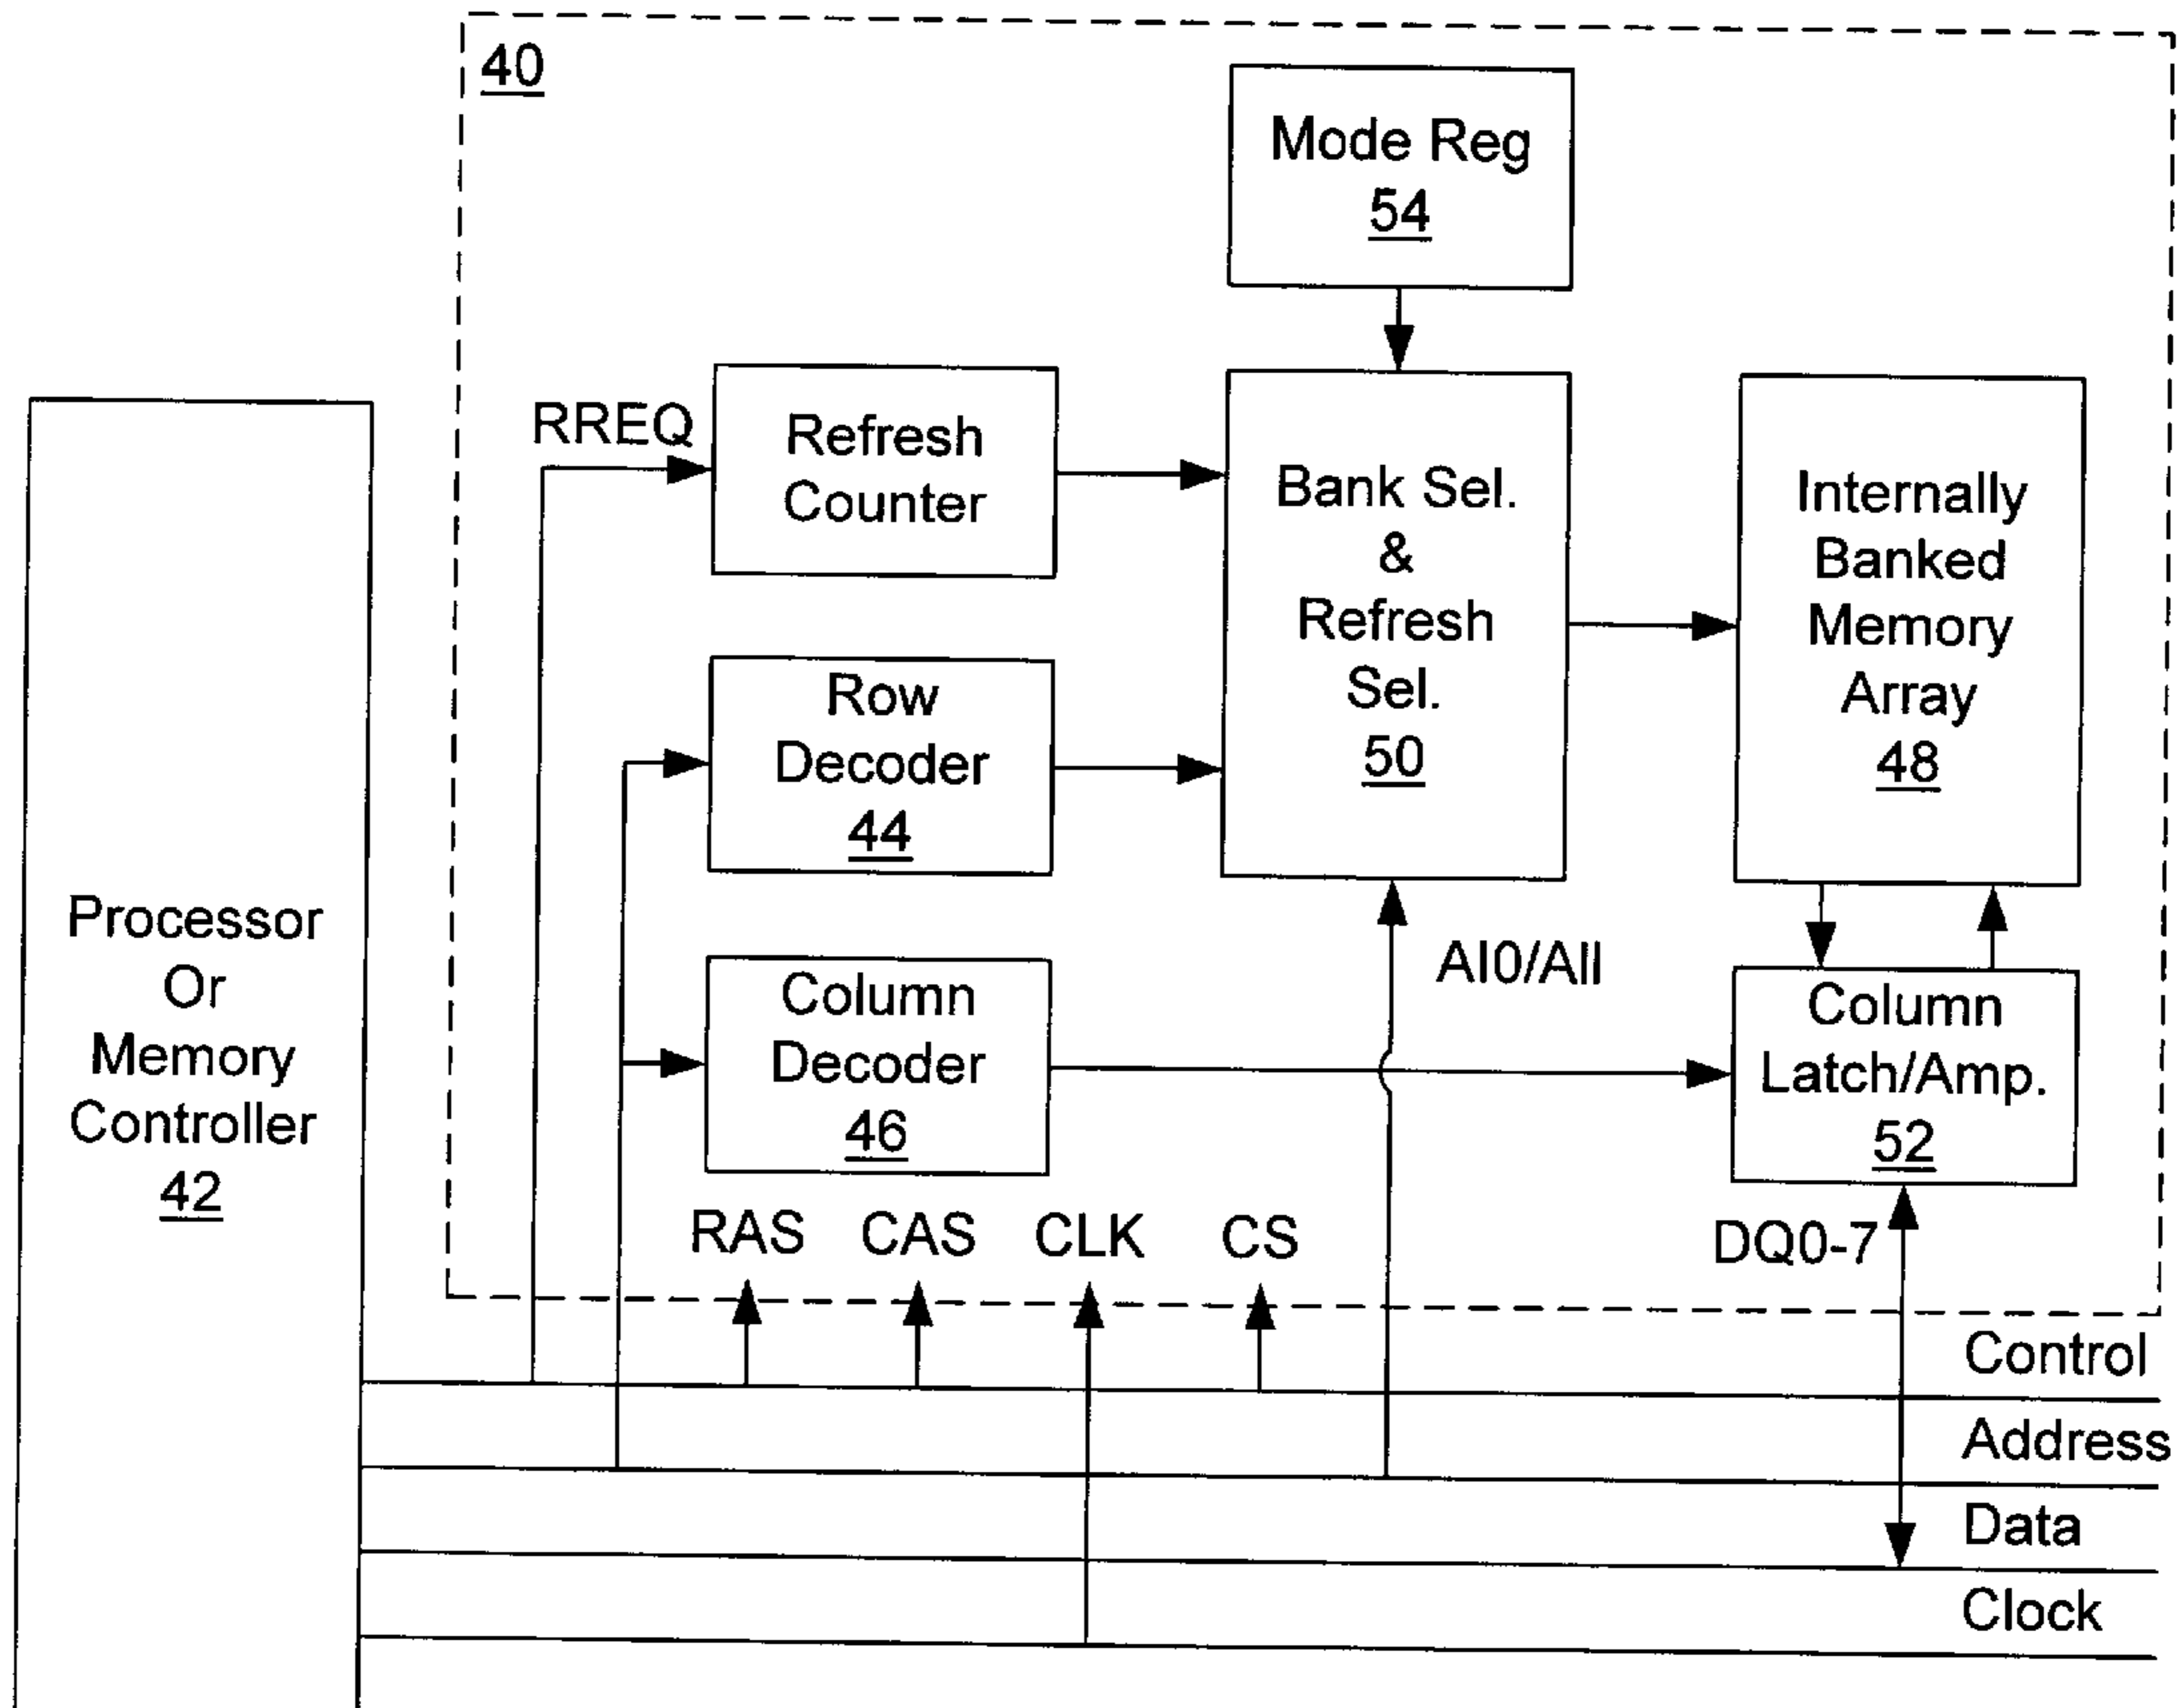 40
Mode Reg
54
RREQ
Refresh
Counter
Bank Sel.
&
Refresh
Sel.
50
Internally
Banked
Memory
Array
48
Row
Decoder
44
Processor
Or
Memory
Controller
42
Column
Decoder
46
AI0/All
Column
Latch/Amp.
52
RAS
CAS
CLK
CS
DQ0-7
Control
Address
Data
Clock